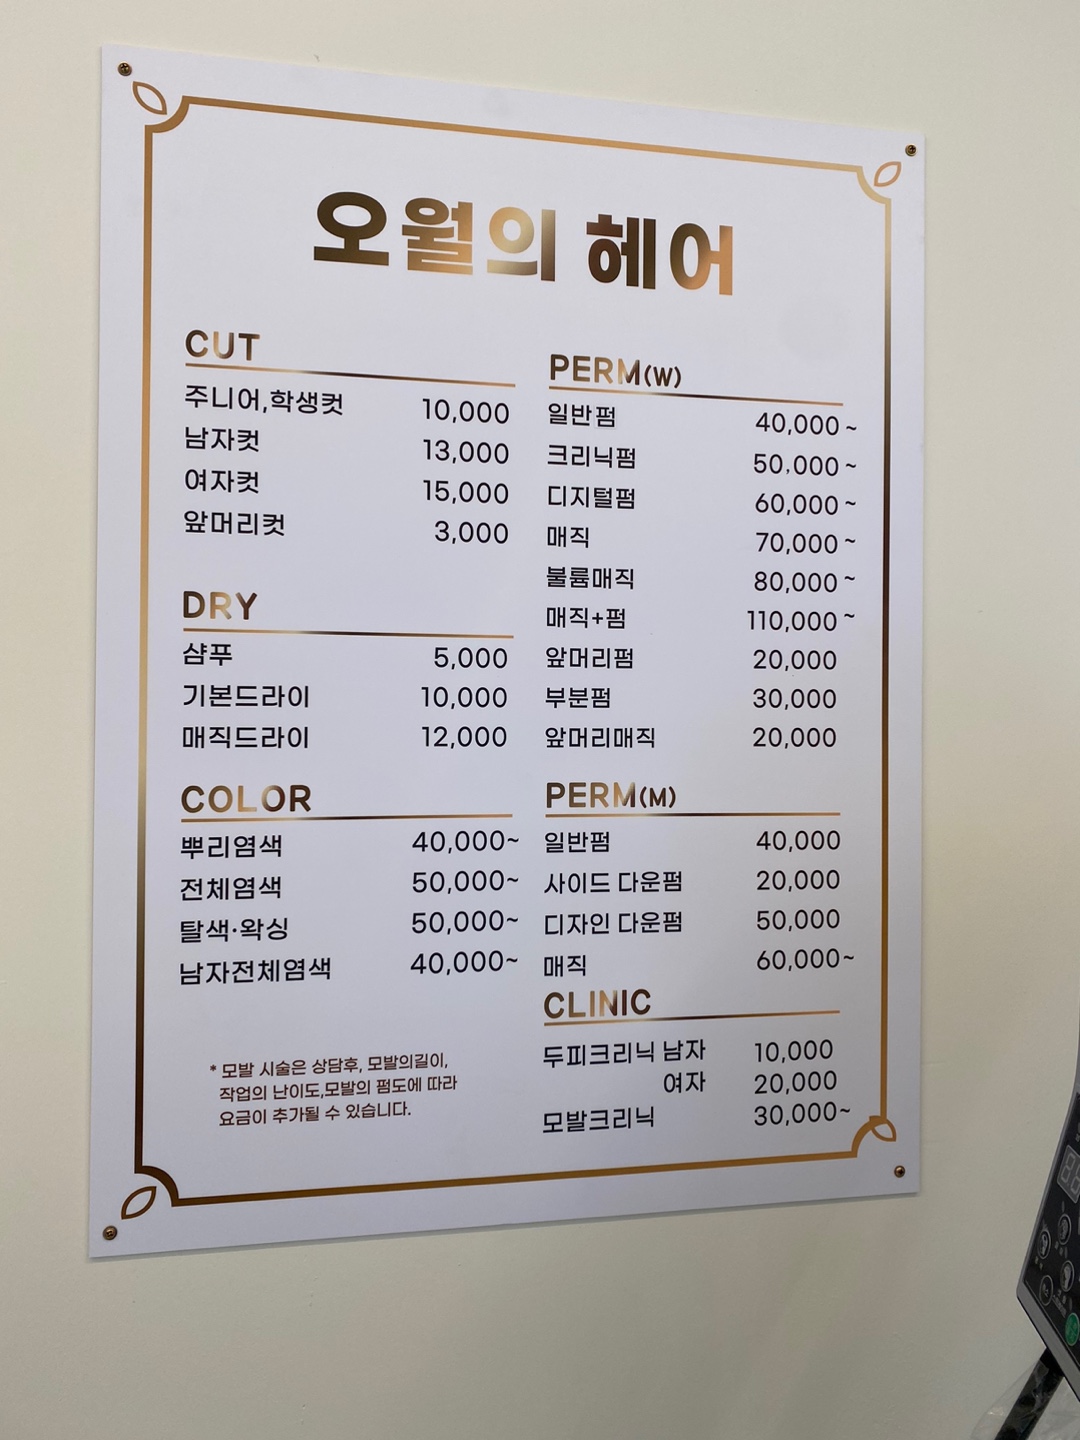 오월의 헤어
CUT
주니어,학생컷 10,000
남자컷 13,000
여자컷 15,000
앞머리컷 3,000
DRY
샴푸 5,000
기본드라이 10,000
매직드라이 12,000
COLOR
뿌리염색 40,000~
전체염색 50,000~
탈색·왁싱 50,000~
남자전체염색 40,000~
* 모발 시술은 상담후, 모발의길이,
작업의 난이도,모발의 펌도에 따라
요금이 추가될 수 있습니다.
PERM(W)
일반펌 40,000~
크리닉펌 50,000~
디지털펌 60,000~
매직 70,000~
볼륨매직 80,000~
매직+펌 110,000~
앞머리펌 20,000
부분펌 30,000
앞머리매직 20,000
PERM(M)
일반펌 40,000
사이드 다운펌 20,000
디자인 다운펌 50,000
매직 60,000~
CLINIC
두피크리닉 남자 10,000
여자 20,000
모발크리닉 30,000~